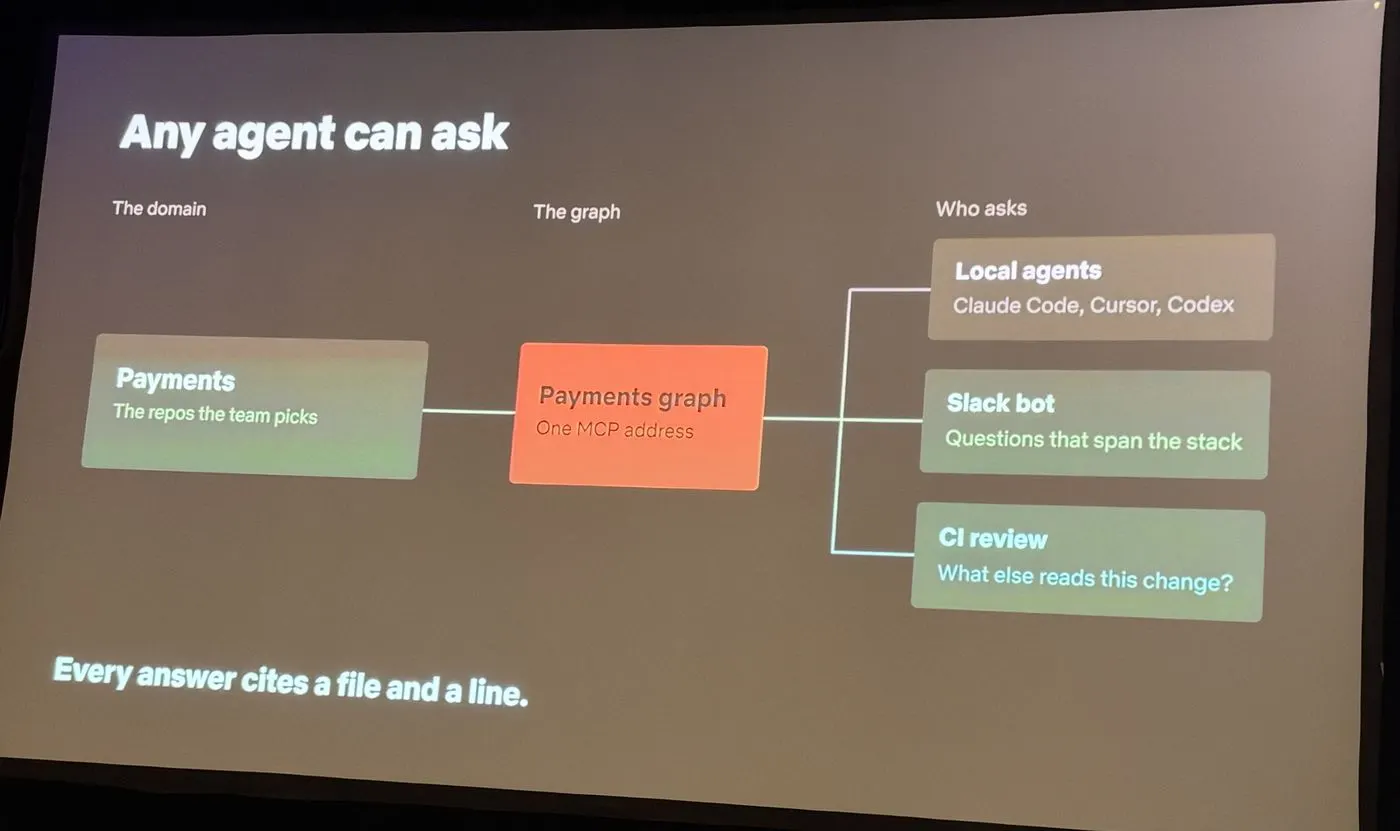 Any agent can ask
The domain
The graph
Who asks
Payments
The repos the team picks
Payments graph
One MCP address
Local agents
Claude Code, Cursor, Codex
Slack bot
Questions that span the stack
CI review
What else reads this change?
Every answer cites a file and a line.